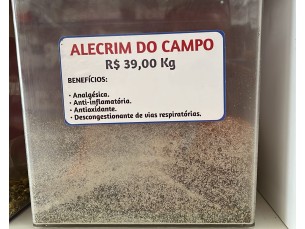 ALECRIM DO CAMPO
R$ 39,00 Kg
BENEFÍCIOS:
· Analgésica.
· Anti-inflamatória.
· Antioxidante.
· Descongestionante de vias respiratórias.